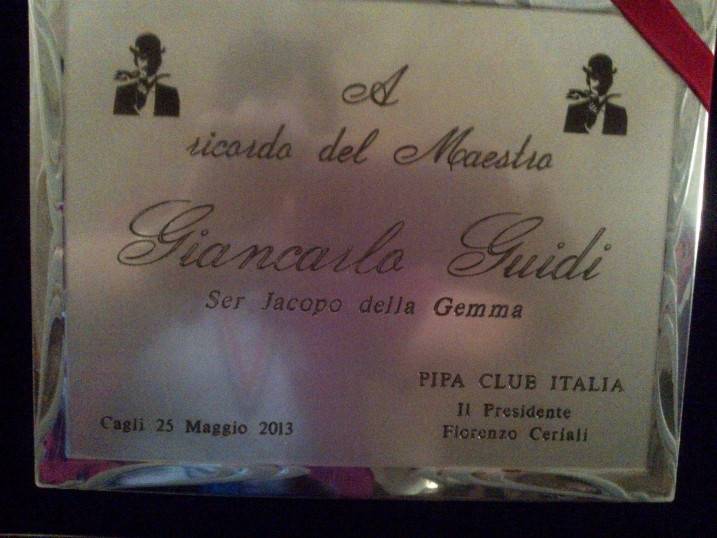 A
ricordo del Maestro
Giancarlo Guidi
Ser Jacopo della Gemma
PIPA CLUB ITALIA
Il Presidente
Florenzo Ceriali
Cagli 25 Maggio 2013